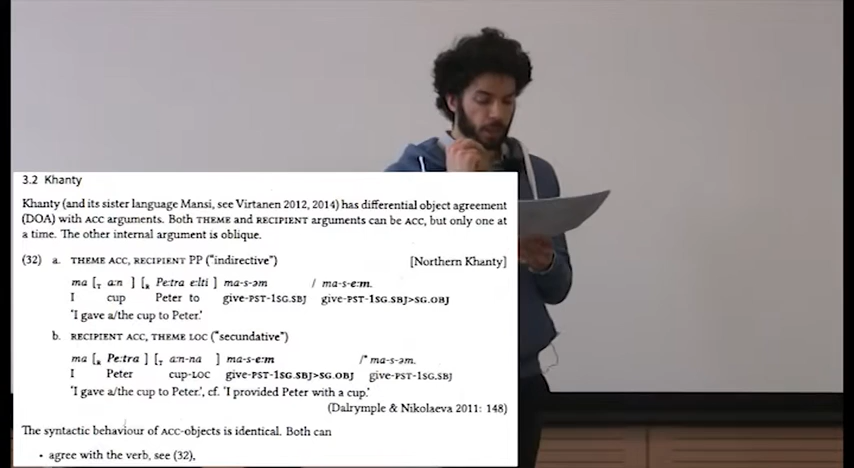 3.2 Khanty
Khanty (and its sister language Mansi, see Virtanen 2012, 2014) has differential object agreement
(DOA) with ACC arguments. Both THEME and RECIPIENT arguments can be ACC, but only one at
a time. The other internal argument is oblique.
(32) a. THEME ACC, RECIPIENT PP ("indirective") [Northern Khanty]
ma [T a:n ] [R Pe:tra e:lti ] ma-s-əm / ma-s-e:m.
I cup Peter to give-PST-1SG.SBJ give-PST-1SG.SBJ>SG.OBJ
'I gave a/the cup to Peter.'
b. RECIPIENT ACC, THEME LOC ("secundative")
ma [R Pe:tra ] [T a:n-na ] ma-s-e:m /* ma-s-əm.
I Peter cup-LOC give-PST-1SG.SBJ>SG.OBJ give-PST-1SG.SBJ
'I gave a/the cup to Peter.', cf. 'I provided Peter with a cup.'
(Dalrymple & Nikolaeva 2011: 148)
The syntactic behaviour of ACC-objects is identical. Both can
• agree with the verb, see (32),